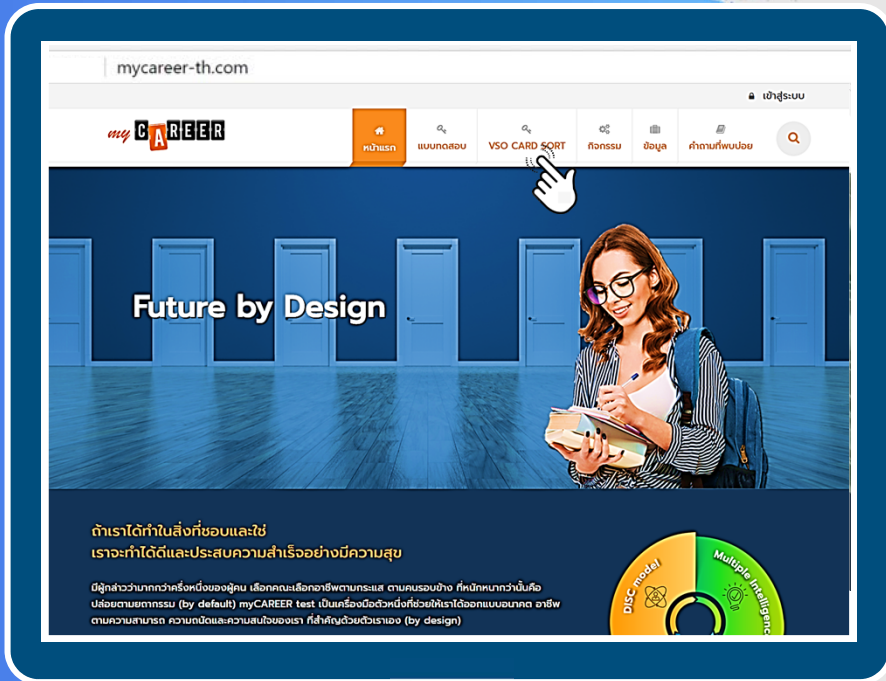 mycareer-th.com
เข้าสู่ระบบ
my CAREER
หน้าแรก
แบบทดสอบ
VSO CARD SORT
กิจกรรม
ข้อมูล
คำถามที่พบบ่อย
Future by Design
ถ้าเราได้ทำในสิ่งที่ชอบและใช่
เราจะทำได้ดีและประสบความสำเร็จอย่างมีความสุข
มีผู้กล่าวว่ามากกว่าครึ่งหนึ่งของผู้คน เลือกคณะเลือกอาชีพตามกระแส ตามคนรอบข้าง ที่หนักหนากว่านั้นคือ
ปล่อยตามยถากรรม (by default) myCAREER test เป็นเครื่องมือตัวหนึ่งที่ช่วยให้เราได้ออกแบบอนาคต อาชีพ
ตามความสามารถ ความถนัดและความสนใจของเรา ที่สำคัญด้วยตัวเราเอง (by design)
DISC model
Multiple Intelligenc